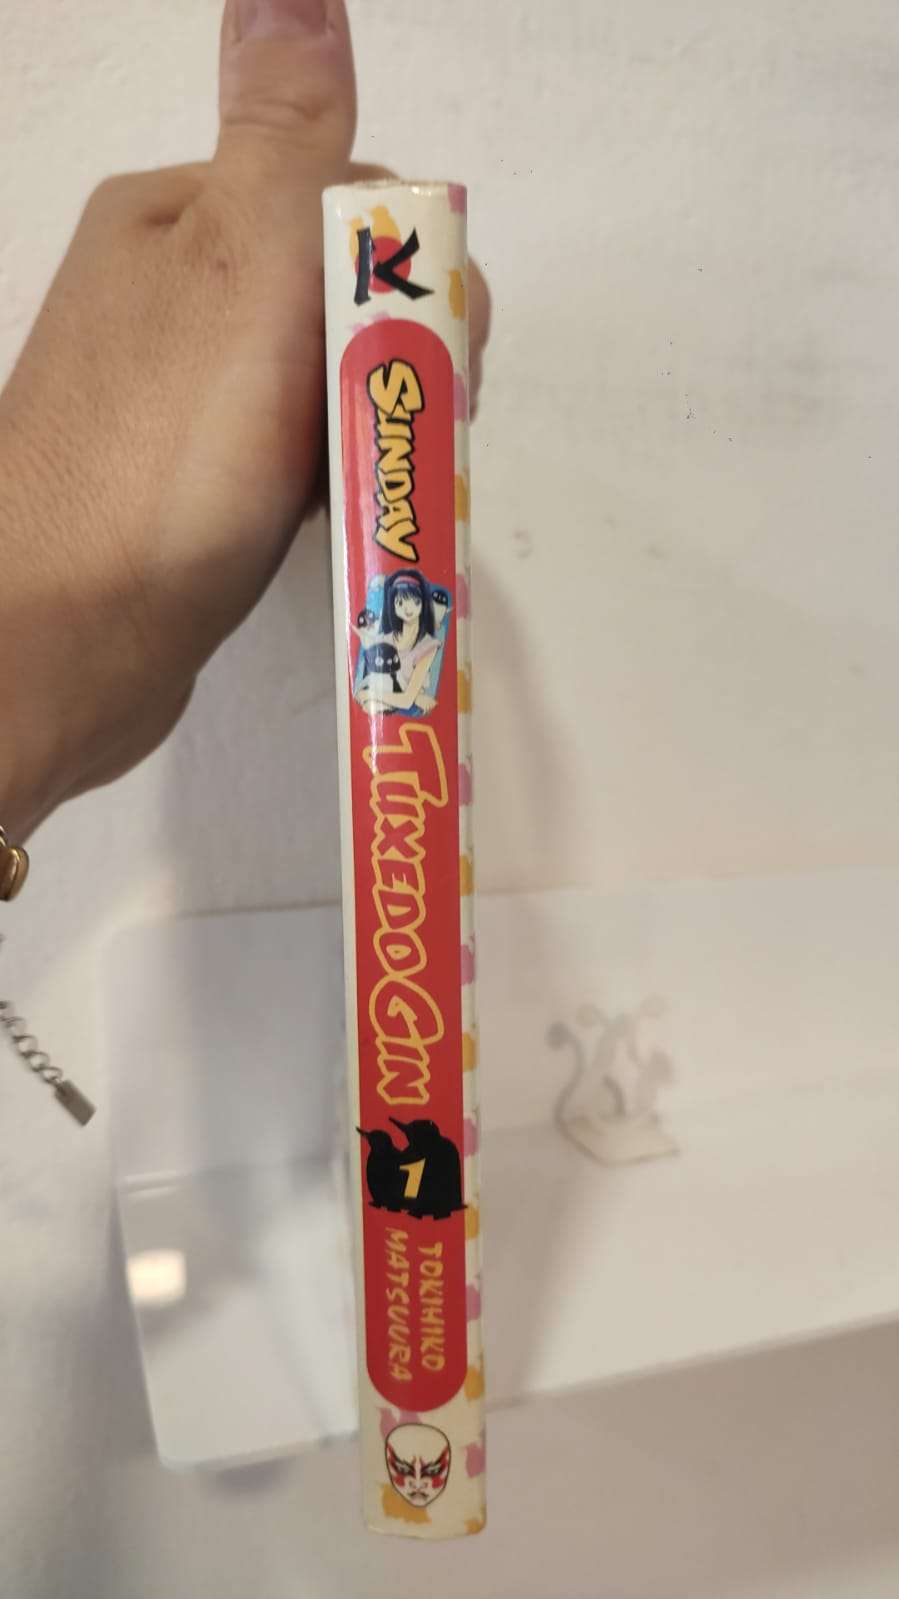 SUNDAY
TUXEDO GIN
1
TOKIHIKO
MATSUURA